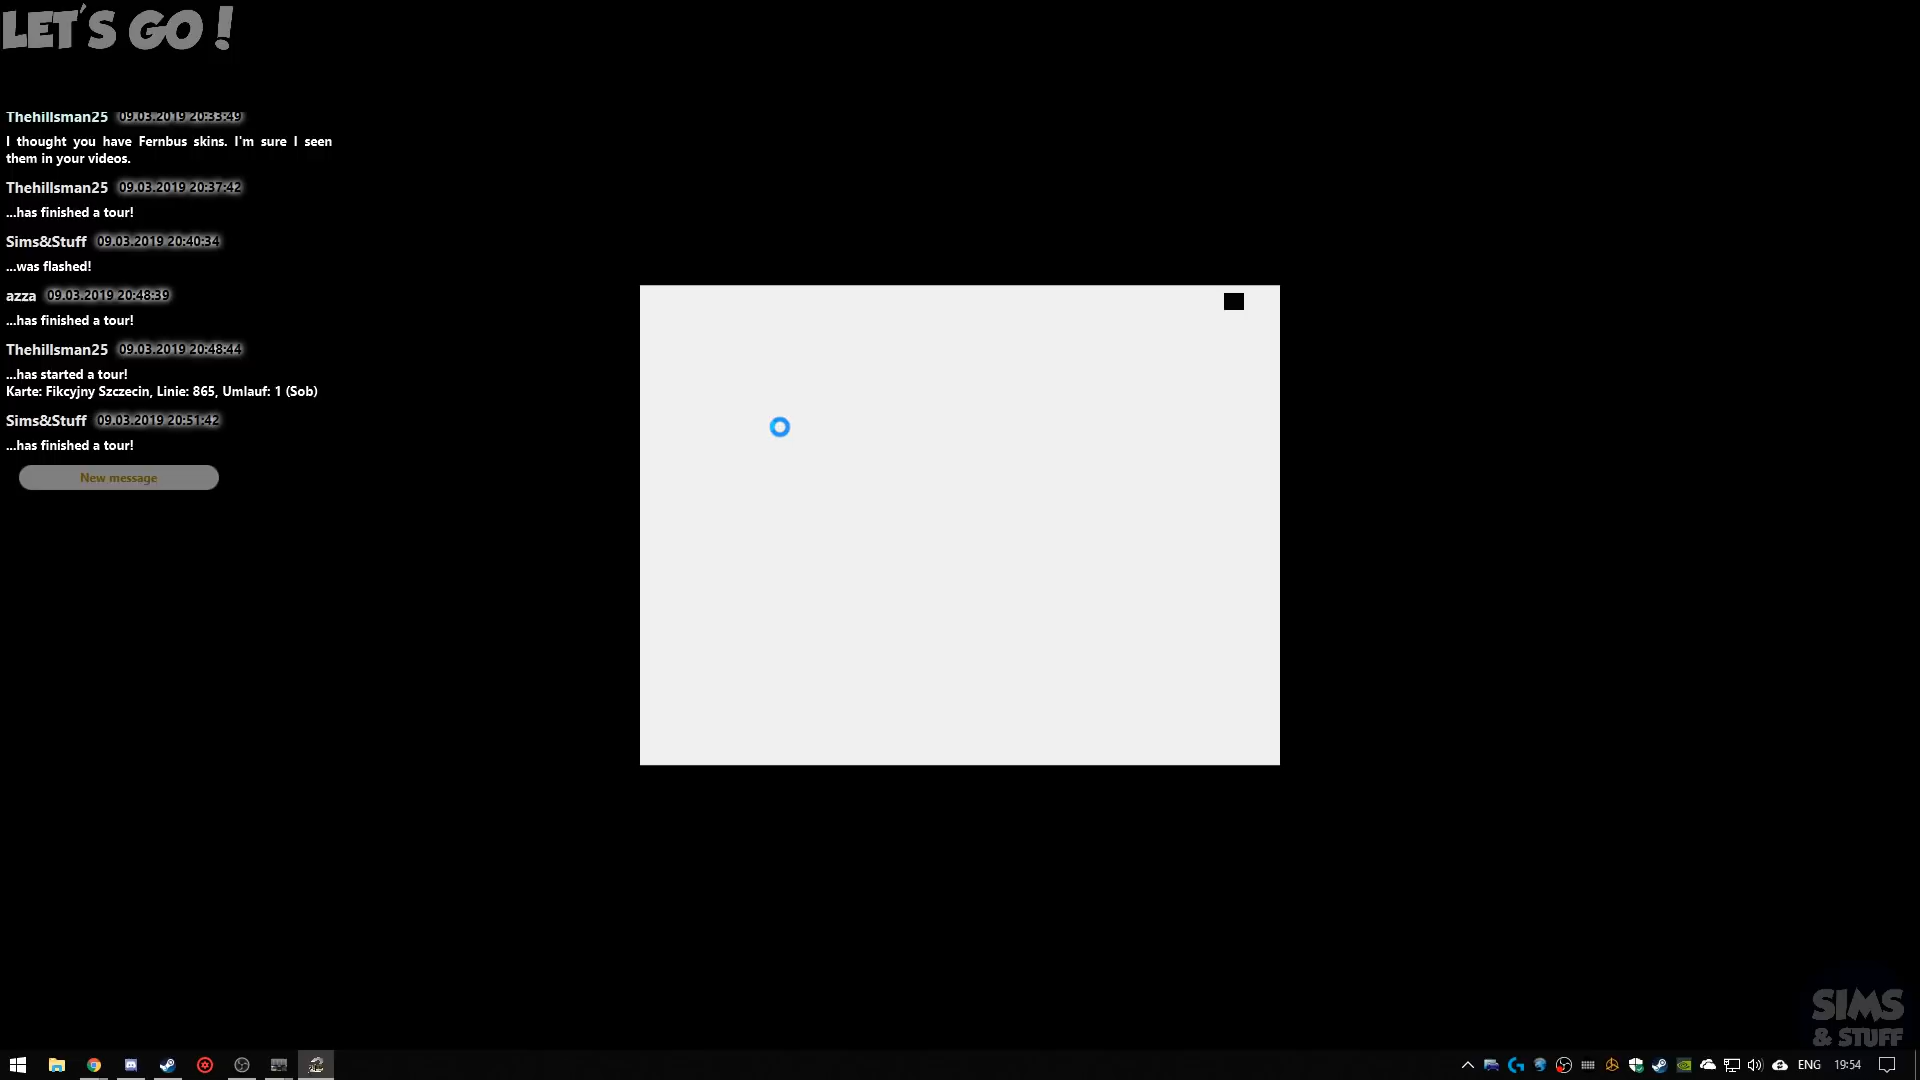 LET'S GO!
Thehillsman25 09.03.2019 20:33:49
I thought you have Fernbus skins. I'm sure I seen
them in your videos.
Thehillsman25 09.03.2019 20:37:42
...has finished a tour!
Sims&Stuff 09.03.2019 20:40:34
...was flashed!
azza 09.03.2019 20:48:39
...has finished a tour!
Thehillsman25 09.03.2019 20:48:44
...has started a tour!
Karte: Fikcyjny Szczecin, Linie: 865, Umlauf: 1 (Sob)
Sims&Stuff 09.03.2019 20:51:42
...has finished a tour!
New message
SIMS
& STUFF
ENG 19:54